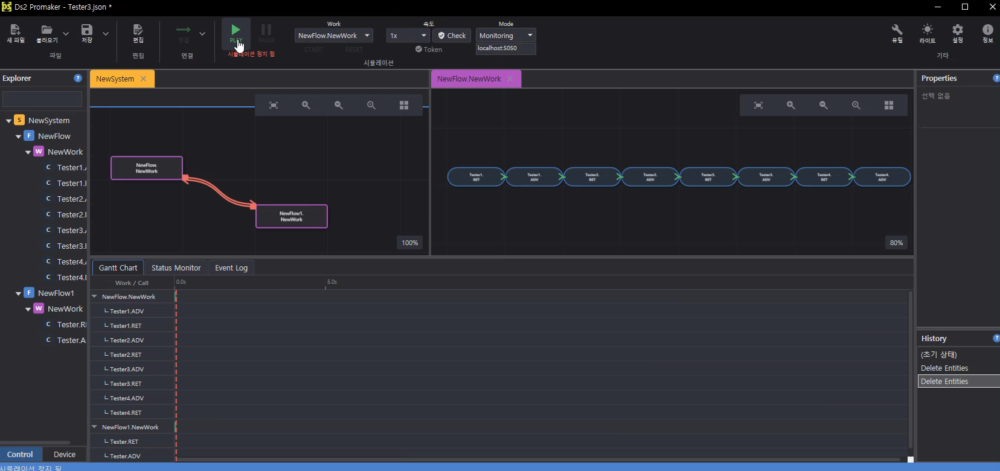 Ds2 Promaker - Tester3.json *
새 파일
불러오기
저장
파일
편집
편집
연결
연결
PLAY
PAUSE
시뮬레이션 정지 됨
Work
NewFlow.NewWork
START
RESET
속도
1x
Check
Token
Mode
Monitoring
localhost:5050
시뮬레이션
유틸
라이트
설정
정보
기타
Explorer
?
S NewSystem
F NewFlow
W NewWork
C Tester1.
C Tester1.
C Tester2.
C Tester2.
C Tester3.
C Tester3.
C Tester4.
C Tester4.
F NewFlow1
W NewWork
C Tester.R
C Tester.A
Control
Device
NewSystem
NewFlow.
NewWork
NewFlow1.
NewWork
100%
NewFlow.NewWork
Tester1.
RET
Tester1.
ADV
Tester2.
RET
Tester2.
ADV
Tester3.
RET
Tester3.
ADV
Tester4.
RET
Tester4.
ADV
80%
Gantt Chart
Status Monitor
Event Log
Work / Call
0.0s
5.0s
NewFlow.NewWork
Tester1.ADV
Tester1.RET
Tester2.ADV
Tester2.RET
Tester3.ADV
Tester3.RET
Tester4.ADV
Tester4.RET
NewFlow1.NewWork
Tester.RET
Tester.ADV
Properties
?
선택 없음
History
?
(초기 상태)
Delete Entities
Delete Entities
시뮬레이션 정지 됨